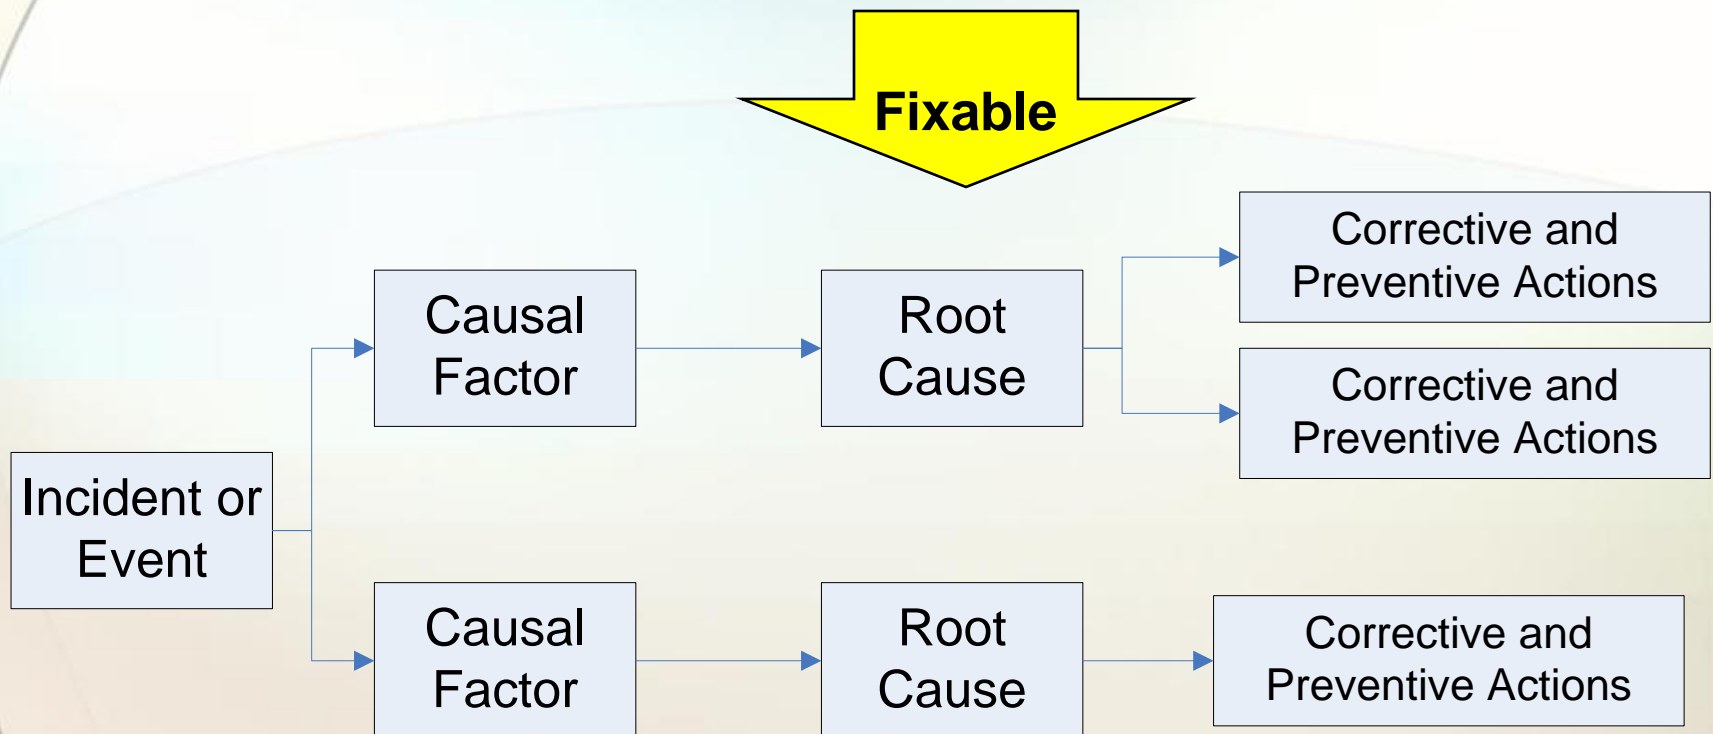 Fixable
Corrective and
Preventive Actions
Causal
Factor
Root
Cause
Corrective and
Preventive Actions
Incident or
Event
Causal
Factor
Root
Cause
Corrective and
Preventive Actions